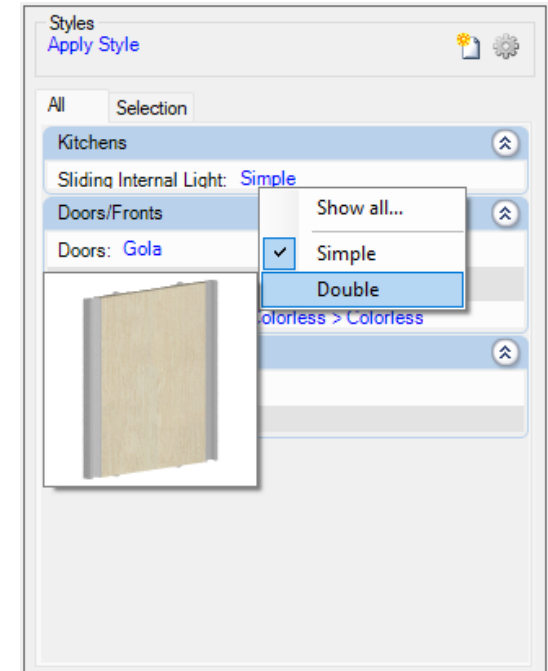 Styles
Apply Style
All
Selection
Kitchens
Sliding Internal Light: Simple
Doors/Fronts
Doors: Gola
Show all...
Simple
Double
Colorless > Colorless